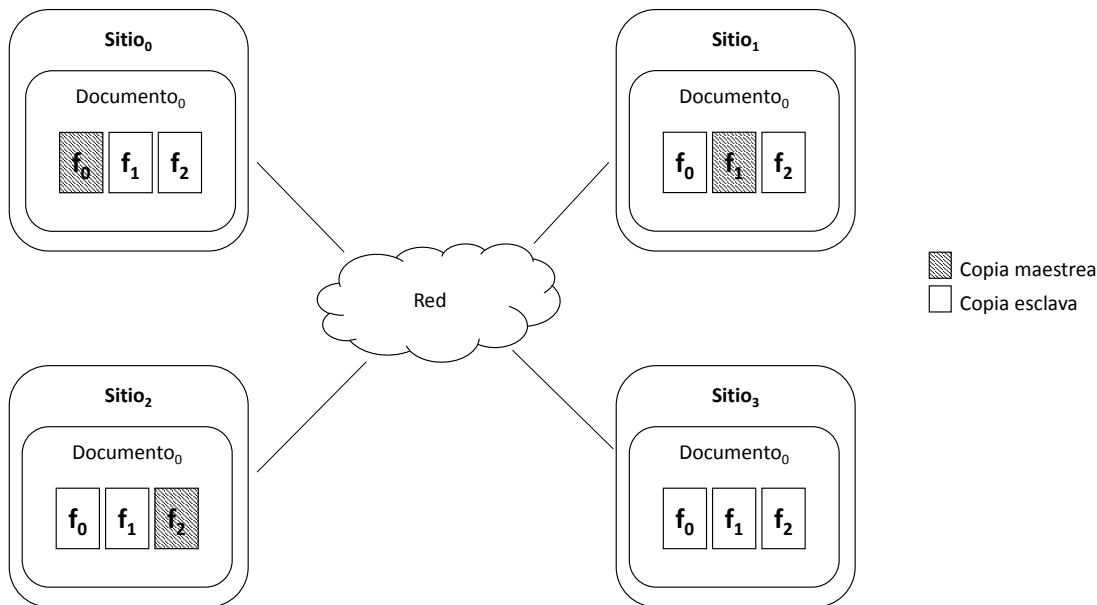 Sitio₀
Documento₀
f₀ f₁ f₂
Sitio₁
Documento₀
f₀ f₁ f₂
Copia maestrea
Copia esclava
Red
Sitio₂
Documento₀
f₀ f₁ f₂
Sitio₃
Documento₀
f₀ f₁ f₂